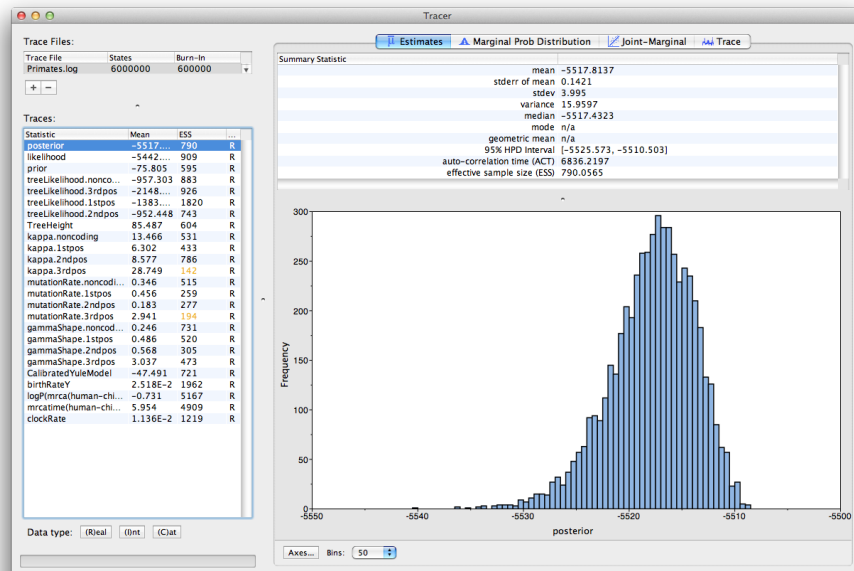 Tracer
Trace Files:
Trace File States Burn-In
Primates.log 6000000 600000
+ −
Traces:
Statistic Mean ESS ...
posterior -5517.... 790 R
likelihood -5442.... 909 R
prior -75.805 595 R
treeLikelihood.nonco... -957.303 883 R
treeLikelihood.3rdpos -2148.... 926 R
treeLikelihood.1stpos -1383.... 1820 R
treeLikelihood.2ndpos -952.448 743 R
TreeHeight 85.487 604 R
kappa.noncoding 13.466 531 R
kappa.1stpos 6.302 433 R
kappa.2ndpos 8.577 786 R
kappa.3rdpos 28.749 142 R
mutationRate.noncodi... 0.346 515 R
mutationRate.1stpos 0.456 259 R
mutationRate.2ndpos 0.183 277 R
mutationRate.3rdpos 2.941 194 R
gammaShape.noncod... 0.246 731 R
gammaShape.1stpos 0.486 520 R
gammaShape.2ndpos 0.568 305 R
gammaShape.3rdpos 3.037 473 R
CalibratedYuleModel -47.491 721 R
birthRateY 2.518E-2 1962 R
logP(mrca(human-chi... -0.731 5167 R
mrcatime(human-chi... 5.954 4909 R
clockRate 1.136E-2 1219 R
Data type: (R)eal (I)nt (C)at
Estimates Marginal Prob Distribution Joint-Marginal Trace
Summary Statistic
mean -5517.8137
stderr of mean 0.1421
stdev 3.995
variance 15.9597
median -5517.4323
mode n/a
geometric mean n/a
95% HPD Interval [-5525.573, -5510.503]
auto-correlation time (ACT) 6836.2197
effective sample size (ESS) 790.0565
300
250
200
150
100
50
0
Frequency
-5550 -5540 -5530 -5520 -5510 -5500
posterior
Axes... Bins: 50